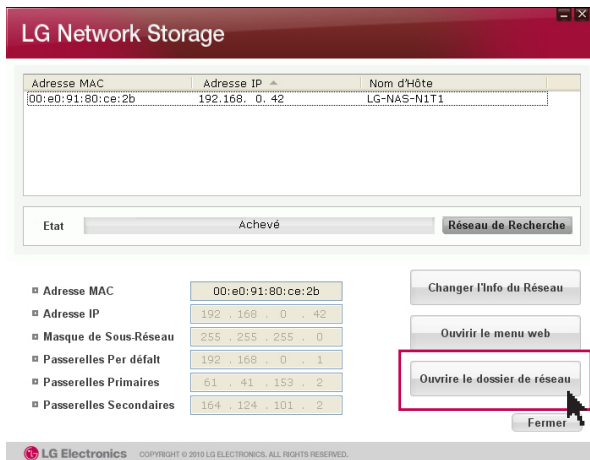 LG Network Storage
Adresse MAC Adresse IP Nom d'Hôte
00:e0:91:80:ce:2b 192.168. 0. 42 LG-NAS-N1T1
Etat Achevé Réseau de Recherche
Adresse MAC 00:e0:91:80:ce:2b
Adresse IP 192 . 168 . 0 . 42
Masque de Sous-Réseau 255 . 255 . 255 . 0
Passerelles Per défalt 192 . 168 . 0 . 1
Passerelles Primaires 61 . 41 . 153 . 2
Passerelles Secondaires 164 . 124 . 101 . 2
Changer l'Info du Réseau
Ouvirir le menu web
Ouvrire le dossier de réseau
Fermer
LG Electronics COPYRIGHT © 2010 LG ELECTRONICS. ALL RIGHTS RESERVED.